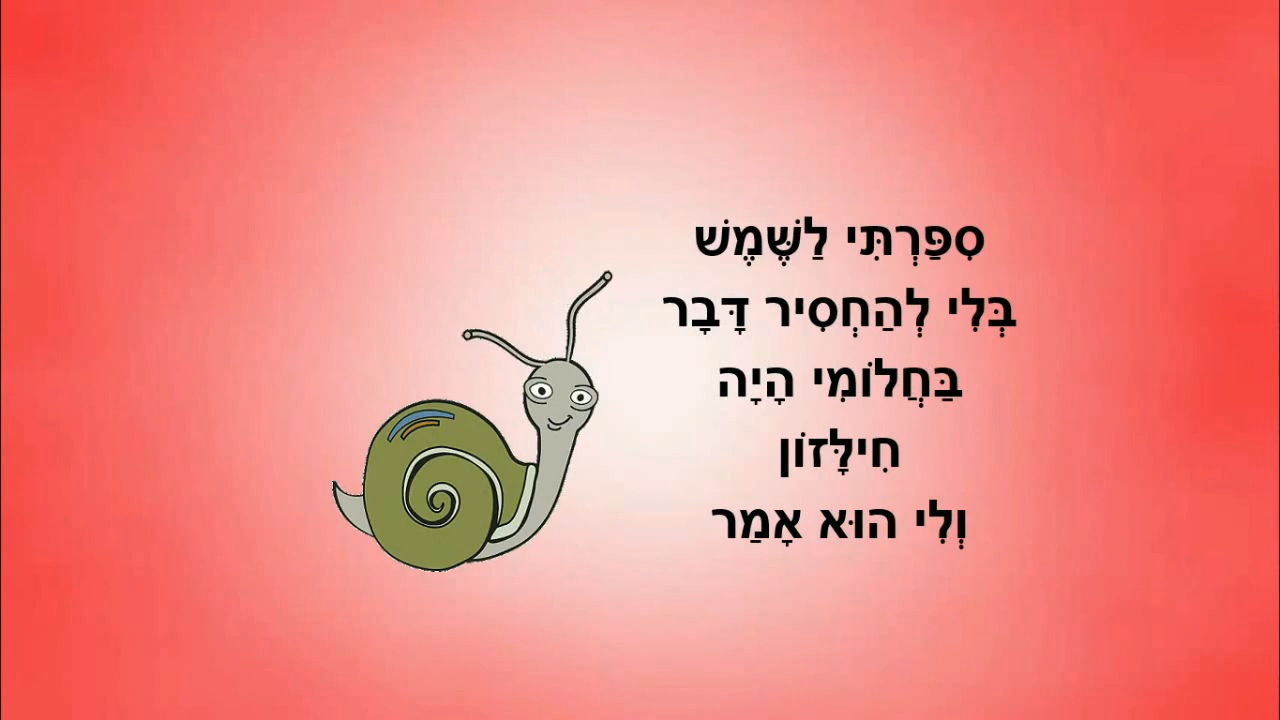 סִפַּרְתִּי לַשֶּׁמֶשׁ
בְּלִי לְהַחְסִיר דָּבָר
בַּחֲלוֹמִי הָיָה
חִילָּזוֹן
וְלִי הוּא אָמַר